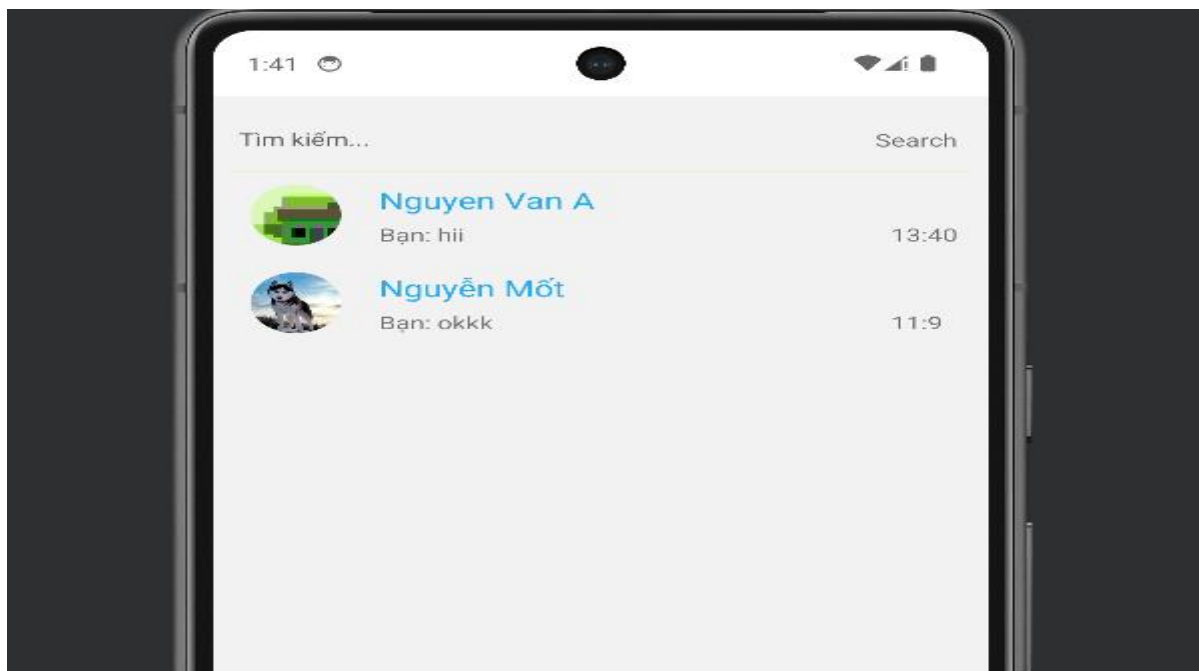 1:41
Tìm kiếm... Search
Nguyen Van A
Bạn: hii 13:40
Nguyễn Mốt
Bạn: okkk 11:9